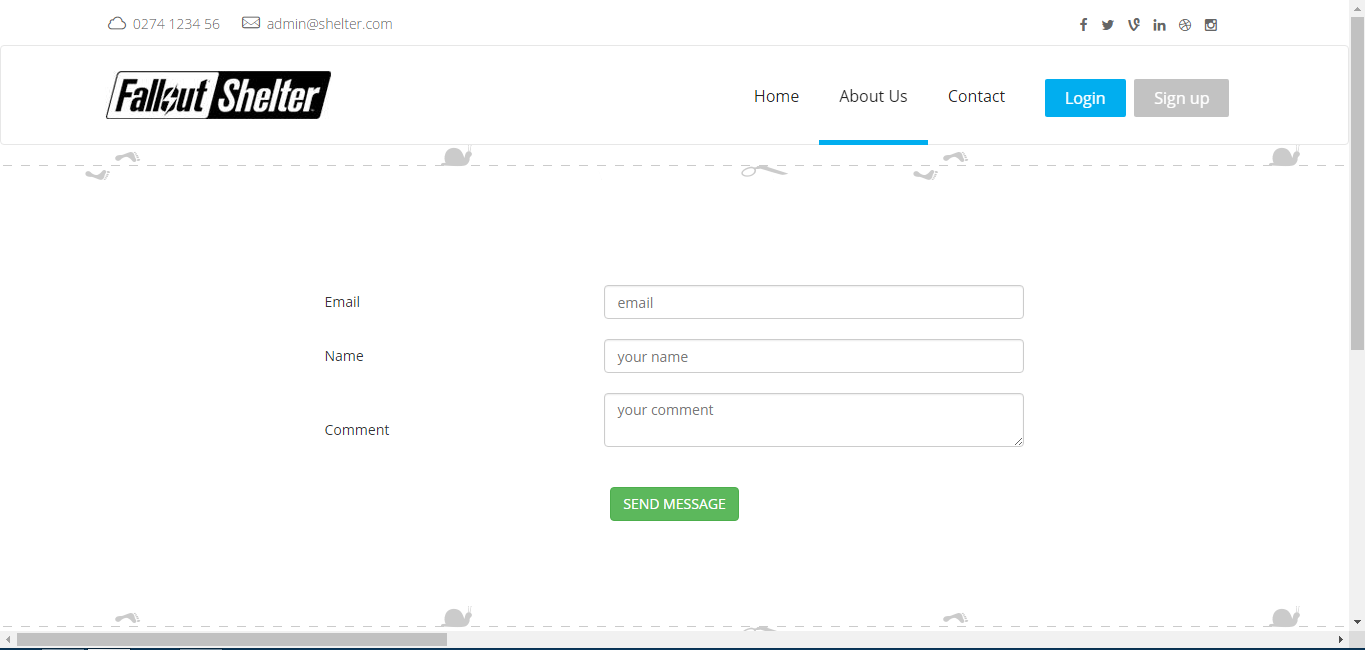 0274 1234 56 admin@shelter.com
Fallout Shelter
Home About Us Contact Login Sign up
Email email
Name your name
Comment your comment
SEND MESSAGE